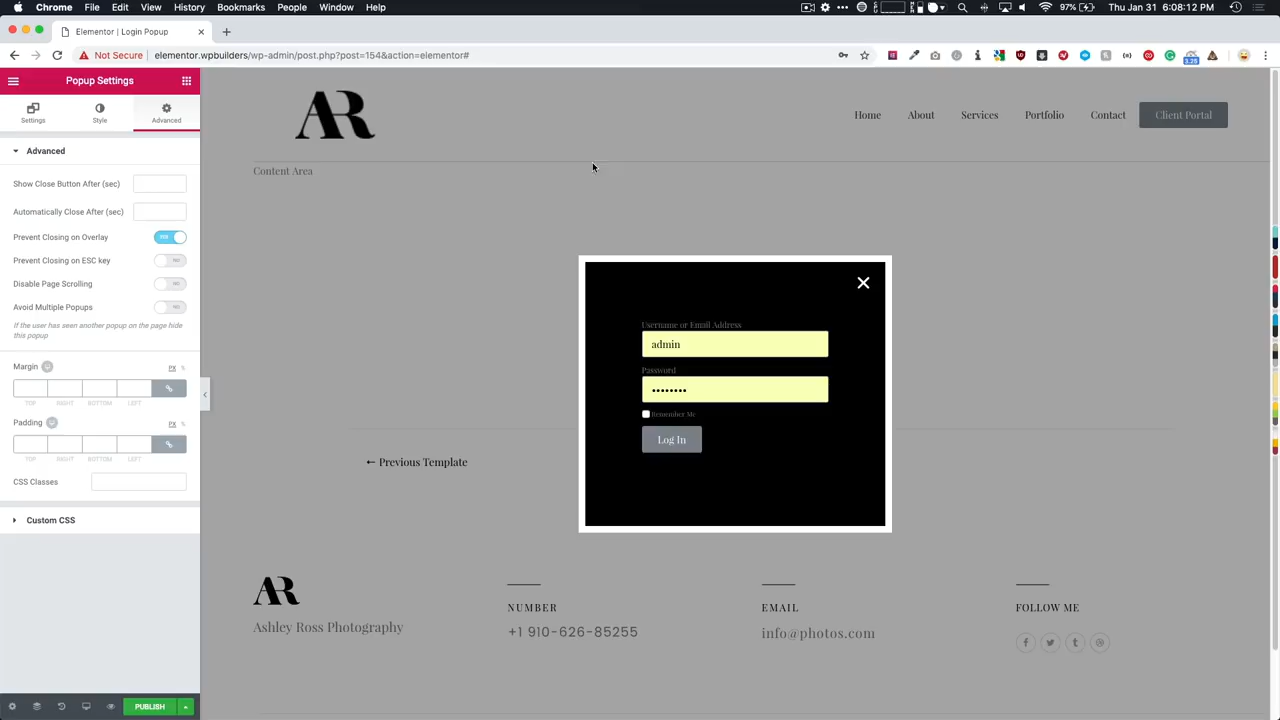 Chrome File Edit View History Bookmarks People Window Help
97% Thu Jan 31 6:08:12 PM
Elementor | Login Popup
Not Secure elementor.wpbuilders/wp-admin/post.php?post=154&action=elementor#
3.25
Popup Settings
Settings Style Advanced
Advanced
Show Close Button After (sec)
Automatically Close After (sec)
Prevent Closing on Overlay
Prevent Closing on ESC key NO
Disable Page Scrolling NO
Avoid Multiple Popups NO
If the user has seen another popup on the page hide
this popup
Margin PX %
TOP RIGHT BOTTOM LEFT
Padding PX %
TOP RIGHT BOTTOM LEFT
CSS Classes
Custom CSS
PUBLISH
AR
Home About Services Portfolio Contact Client Portal
Content Area
Username or Email Address
admin
Password
••••••••
Remember Me
Log In
← Previous Template
AR
Ashley Ross Photography
NUMBER
+1 910-626-85255
EMAIL
info@photos.com
FOLLOW ME